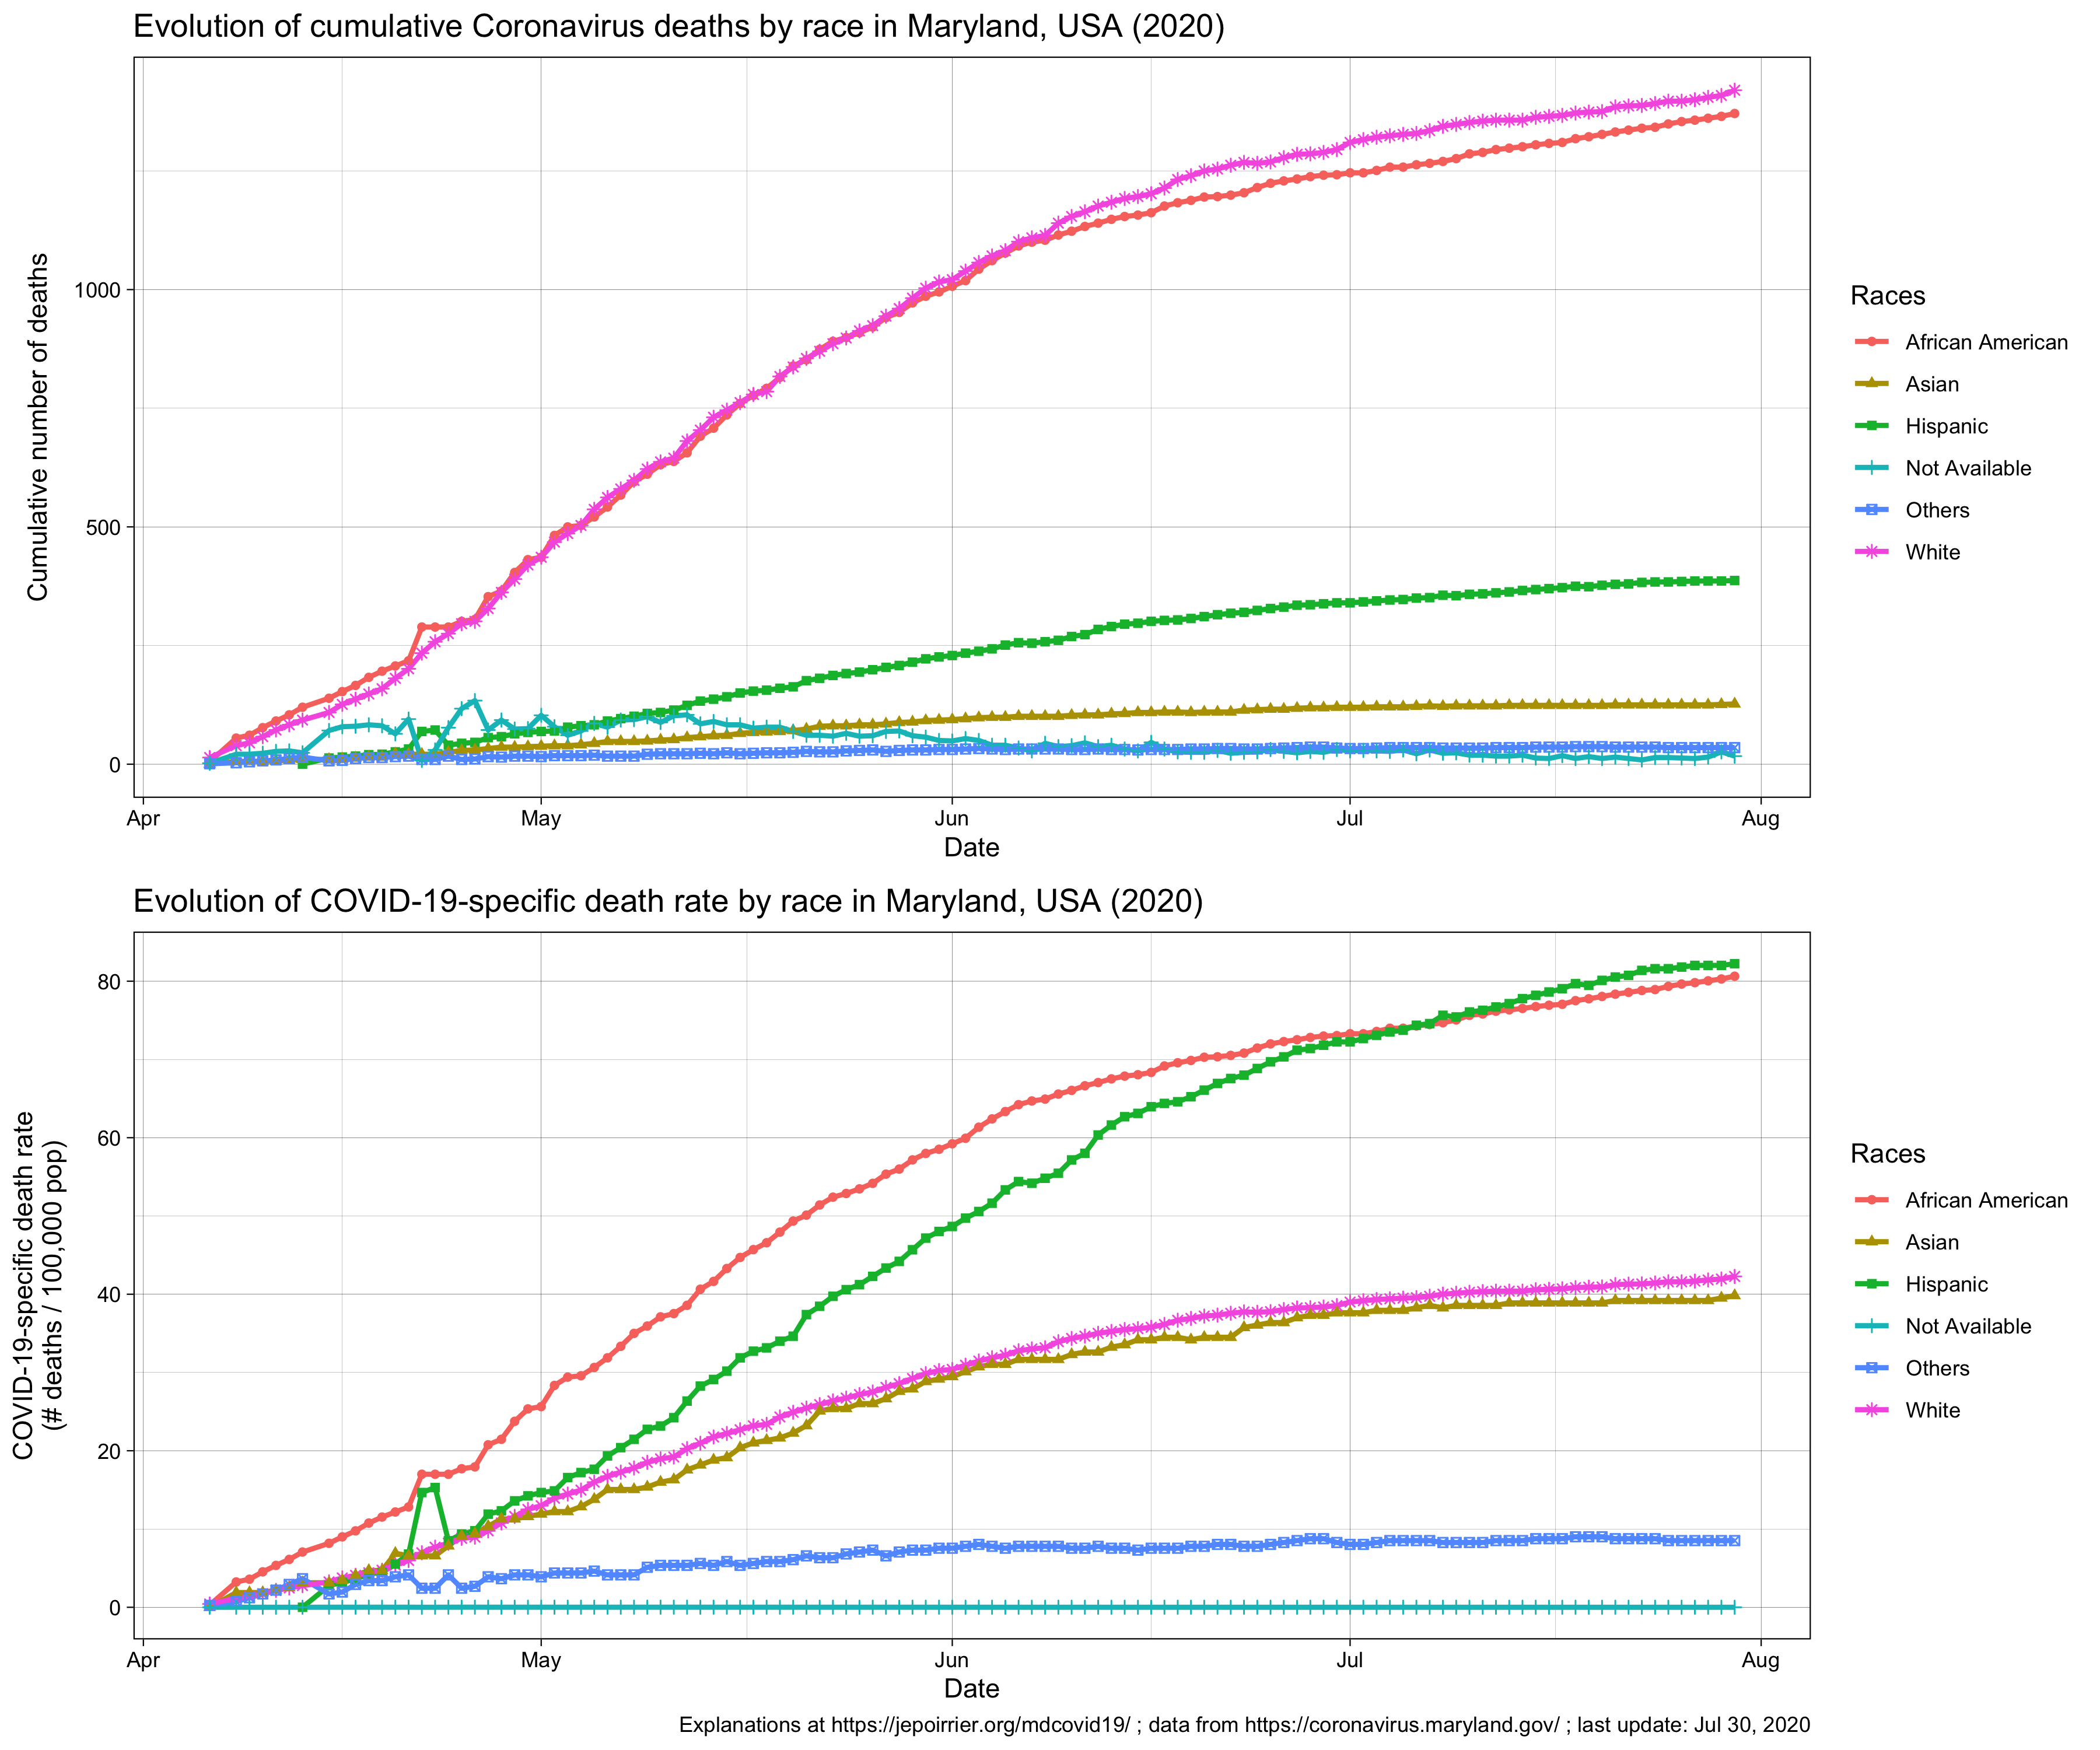 Evolution of cumulative Coronavirus deaths by race in Maryland, USA (2020)
Cumulative number of deaths
1000
500
0
Apr May Jun Jul Aug
Date
Races
African American
Asian
Hispanic
Not Available
Others
White
Evolution of COVID-19-specific death rate by race in Maryland, USA (2020)
COVID-19-specific death rate
(# deaths / 100,000 pop)
80
60
40
20
0
Apr May Jun Jul Aug
Date
Races
African American
Asian
Hispanic
Not Available
Others
White
Explanations at https://jepoirrier.org/mdcovid19/ ; data from https://coronavirus.maryland.gov/ ; last update: Jul 30, 2020